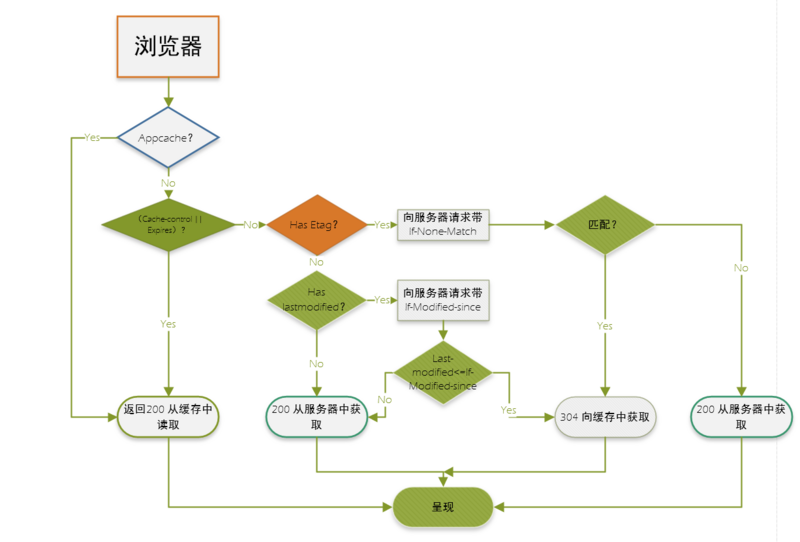 浏览器
Appcache?
Yes
No
（Cache-control ||
Expires）?
No
Has Etag?
Yes
向服务器请求带
If-None-Match
匹配?
No
No
Has
lastmodified?
Yes
向服务器请求带
If-Modified-since
Yes
Yes
No
Last-
modified<=If-
Modified-since
No
Yes
返回200 从缓存中
读取
200 从服务器中获
取
304 向缓存中获取
200 从服务器中获
取
呈现